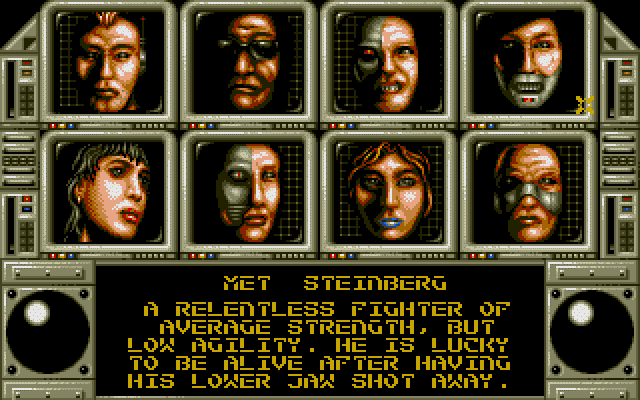 MET STEINBERG
A RELENTLESS FIGHTER OF
AVERAGE STRENGTH, BUT
LOW AGILITY. HE IS LUCKY
TO BE ALIVE AFTER HAVING
HIS LOWER JAW SHOT AWAY.